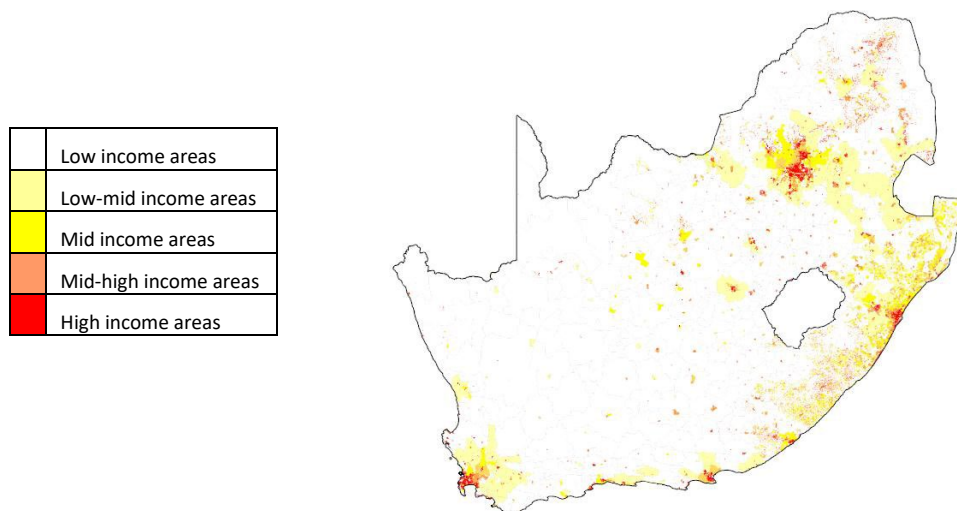 Low income areas
Low-mid income areas
Mid income areas
Mid-high income areas
High income areas